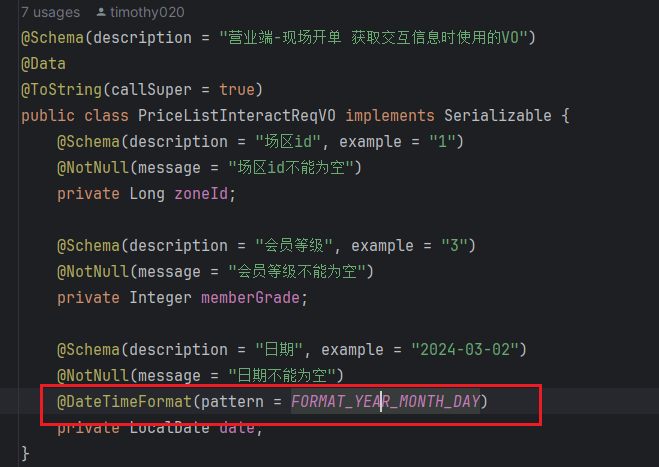 7 usages timothy020
@Schema(description = "营业端-现场开单 获取交互信息时使用的VO")
@Data
@ToString(callSuper = true)
public class PriceListInteractReqVO implements Serializable {
@Schema(description = "场区id", example = "1")
@NotNull(message = "场区id不能为空")
private Long zoneId;
@Schema(description = "会员等级", example = "3")
@NotNull(message = "会员等级不能为空")
private Integer memberGrade;
@Schema(description = "日期", example = "2024-03-02")
@NotNull(message = "日期不能为空")
@DateTimeFormat(pattern = FORMAT_YEAR_MONTH_DAY)
private LocalDate date;
}